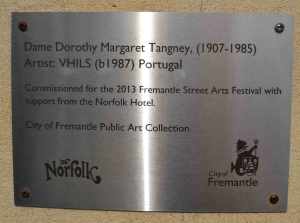 Dame Dorothy Margaret Tangney, (1907-1985)
Artist: VHILS (b1987) Portugal
Commissioned for the 2013 Fremantle Street Arts Festival with
support from the Norfolk Hotel.
City of Fremantle Public Art Collection
Norfolk
City of
Fremantle